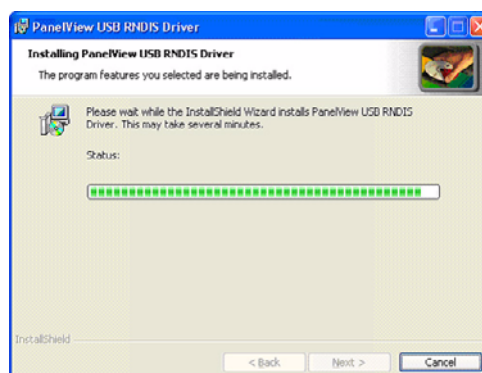 PanelView USB RNDIS Driver
Installing PanelView USB RNDIS Driver
The program features you selected are being installed.
Please wait while the InstallShield Wizard installs PanelView USB RNDIS
Driver. This may take several minutes.
Status:
InstallShield
< Back Next > Cancel